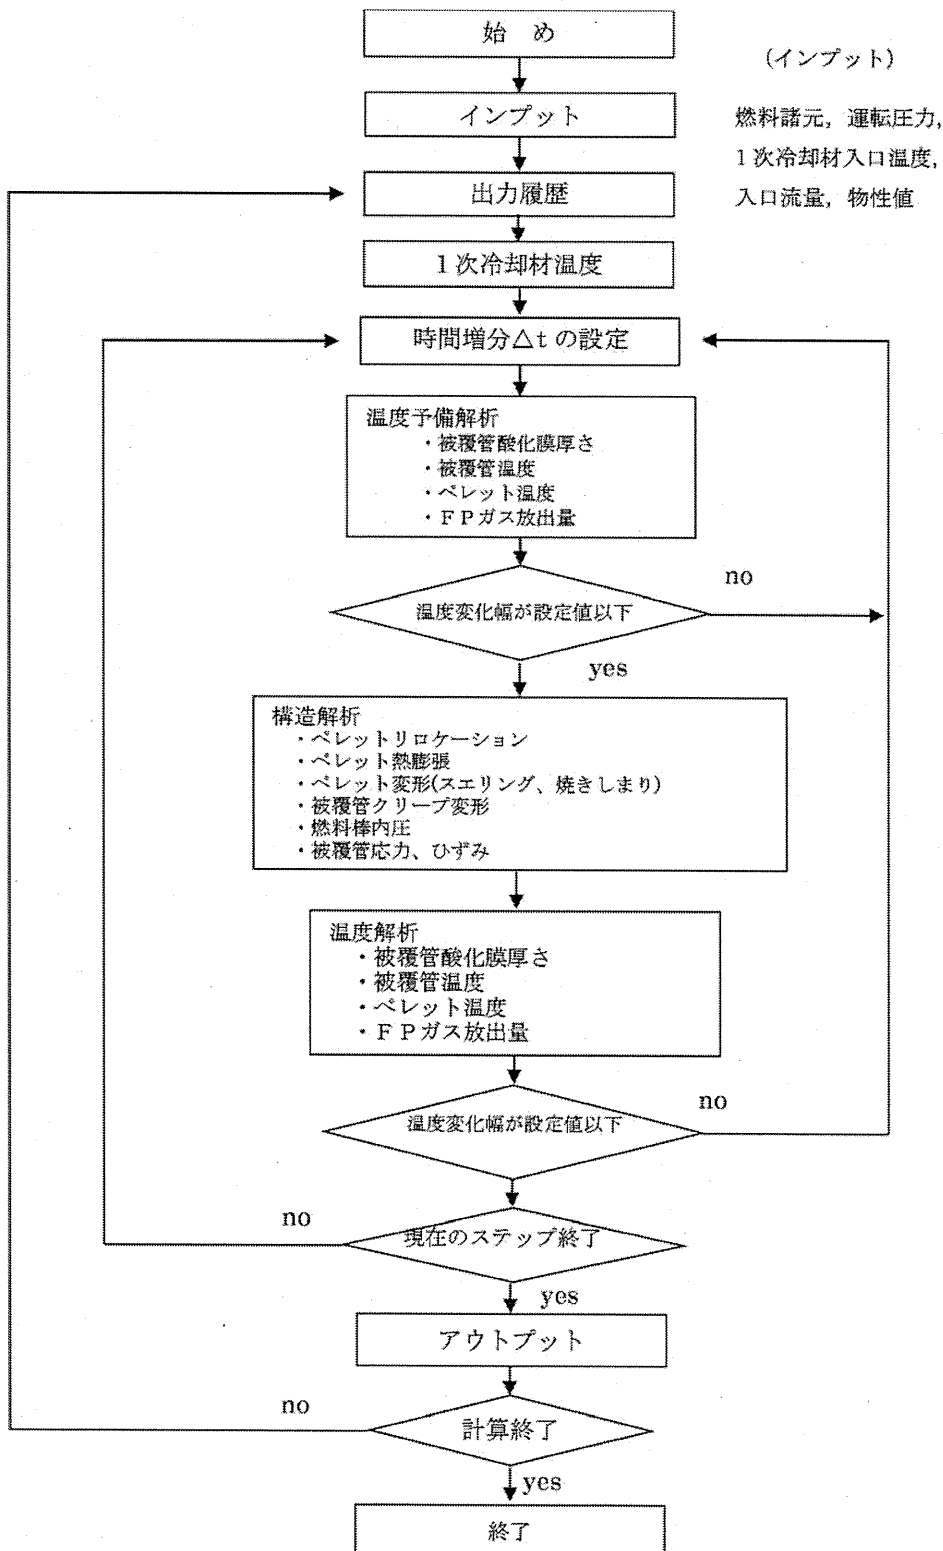 始 め
(インプット)
インプット
燃料諸元，運転圧力，
１次冷却材入口温度，
入口流量，物性値
出力履歴
１次冷却材温度
時間増分△ｔの設定
温度予備解析
・被覆管酸化膜厚さ
・被覆管温度
・ペレット温度
・ＦＰガス放出量
no
温度変化幅が設定値以下
yes
構造解析
・ペレットリロケーション
・ペレット熱膨張
・ペレット変形(スエリング、焼きしまり)
・被覆管クリープ変形
・燃料棒内圧
・被覆管応力、ひずみ
温度解析
・被覆管酸化膜厚さ
・被覆管温度
・ペレット温度
・ＦＰガス放出量
no
温度変化幅が設定値以下
no
現在のステップ終了
yes
アウトプット
no
計算終了
yes
終了